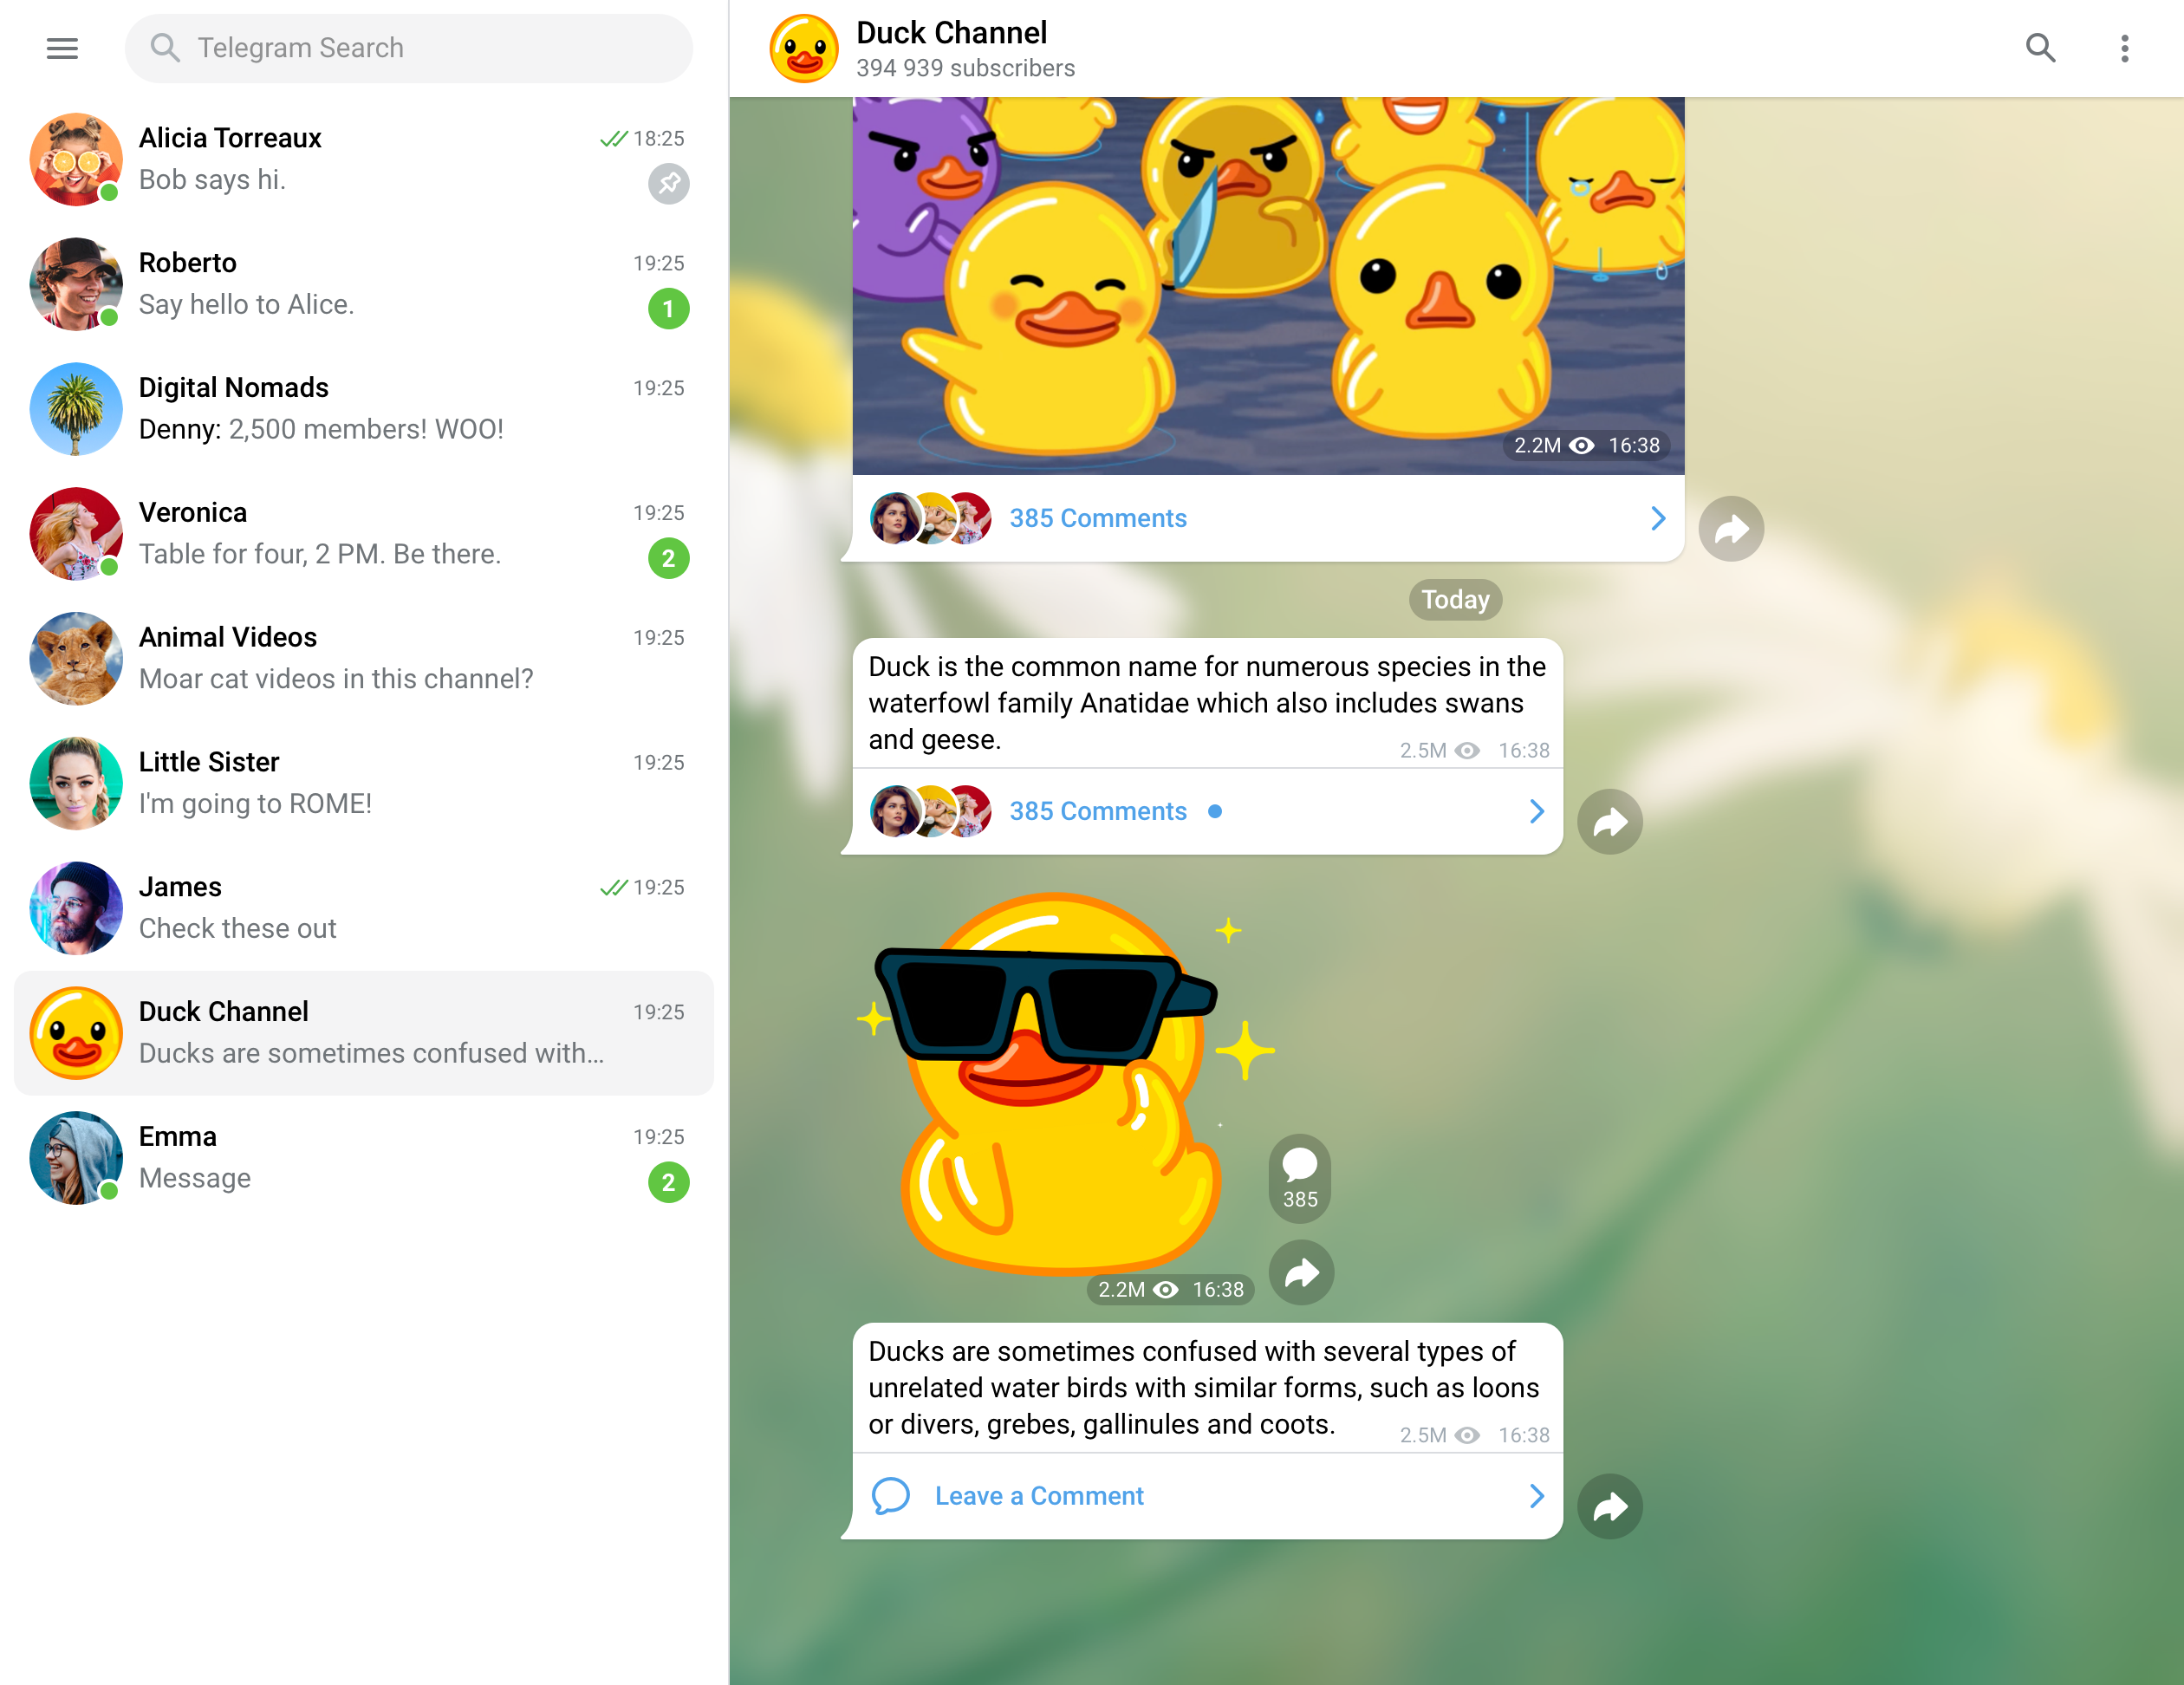 Telegram Search
Alicia Torreaux
18:25
Bob says hi.
Roberto
19:25
Say hello to Alice.
1
Digital Nomads
19:25
Denny: 2,500 members! WOO!
Veronica
19:25
Table for four, 2 PM. Be there.
2
Animal Videos
19:25
Moar cat videos in this channel?
Little Sister
19:25
I'm going to ROME!
James
19:25
Check these out
Duck Channel
19:25
Ducks are sometimes confused with...
Emma
19:25
Message
2
Duck Channel
394 939 subscribers
2.2M 16:38
385 Comments
Today
Duck is the common name for numerous species in the
waterfowl family Anatidae which also includes swans
and geese.
2.5M 16:38
385 Comments
385
2.2M 16:38
Ducks are sometimes confused with several types of
unrelated water birds with similar forms, such as loons
or divers, grebes, gallinules and coots.
2.5M 16:38
Leave a Comment